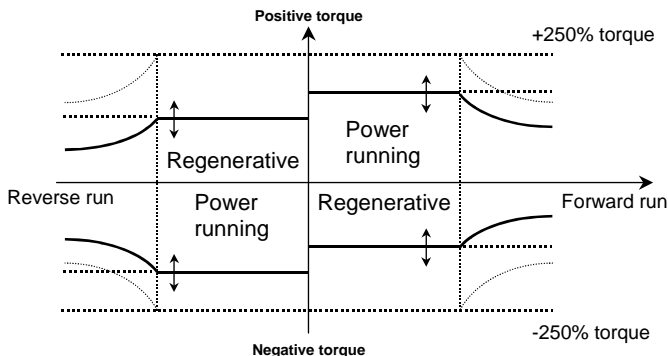 Positive torque
+250% torque
Power
running
Regenerative
Reverse run
Power
running
Regenerative
Forward run
-250% torque
Negative torque